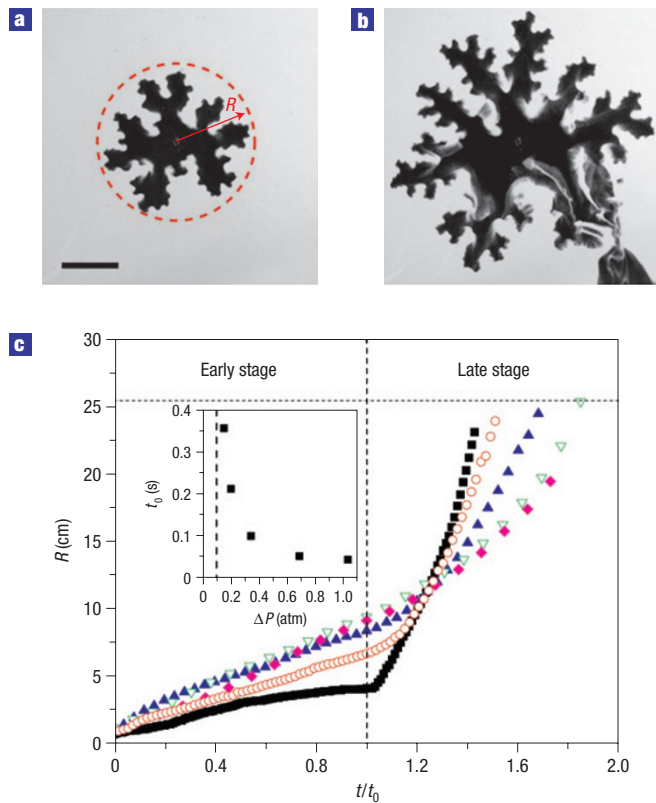 a
b
R
c
30
25
20
15
10
5
0
R (cm)
Early stage
Late stage
0.4
0.3
0.2
0.1
0
t₀ (s)
0 0.2 0.4 0.6 0.8 1.0
ΔP (atm)
0 0.4 0.8 1.2 1.6 2.0
t/t₀